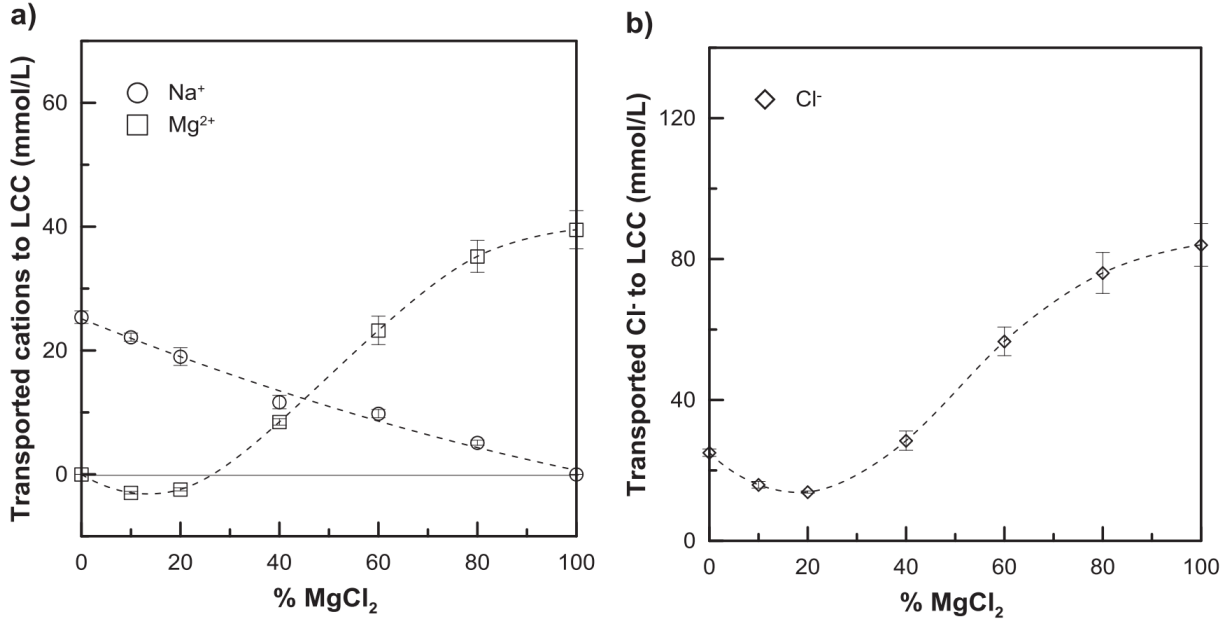 a)
Transported cations to LCC (mmol/L)
60
40
20
0
Na⁺
Mg²⁺
0 20 40 60 80 100
% MgCl₂
b)
Transported Cl⁻ to LCC (mmol/L)
120
80
40
0
Cl⁻
0 20 40 60 80 100
% MgCl₂